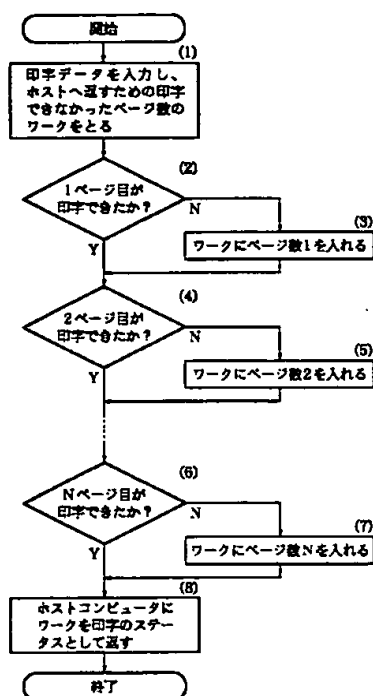 開始
(1)
印字データを入力し、
ホストへ返すための印字
できなかったページ数の
ワークをとる
(2)
1ページ目が
印字できたか?
N
Y
(3)
ワークにページ数1を入れる
(4)
2ページ目が
印字できたか?
N
Y
(5)
ワークにページ数2を入れる
(6)
Nページ目が
印字できたか?
N
Y
(7)
ワークにページ数Nを入れる
(8)
ホストコンピュータに
ワークを印字のステー
タスとして返す
終了